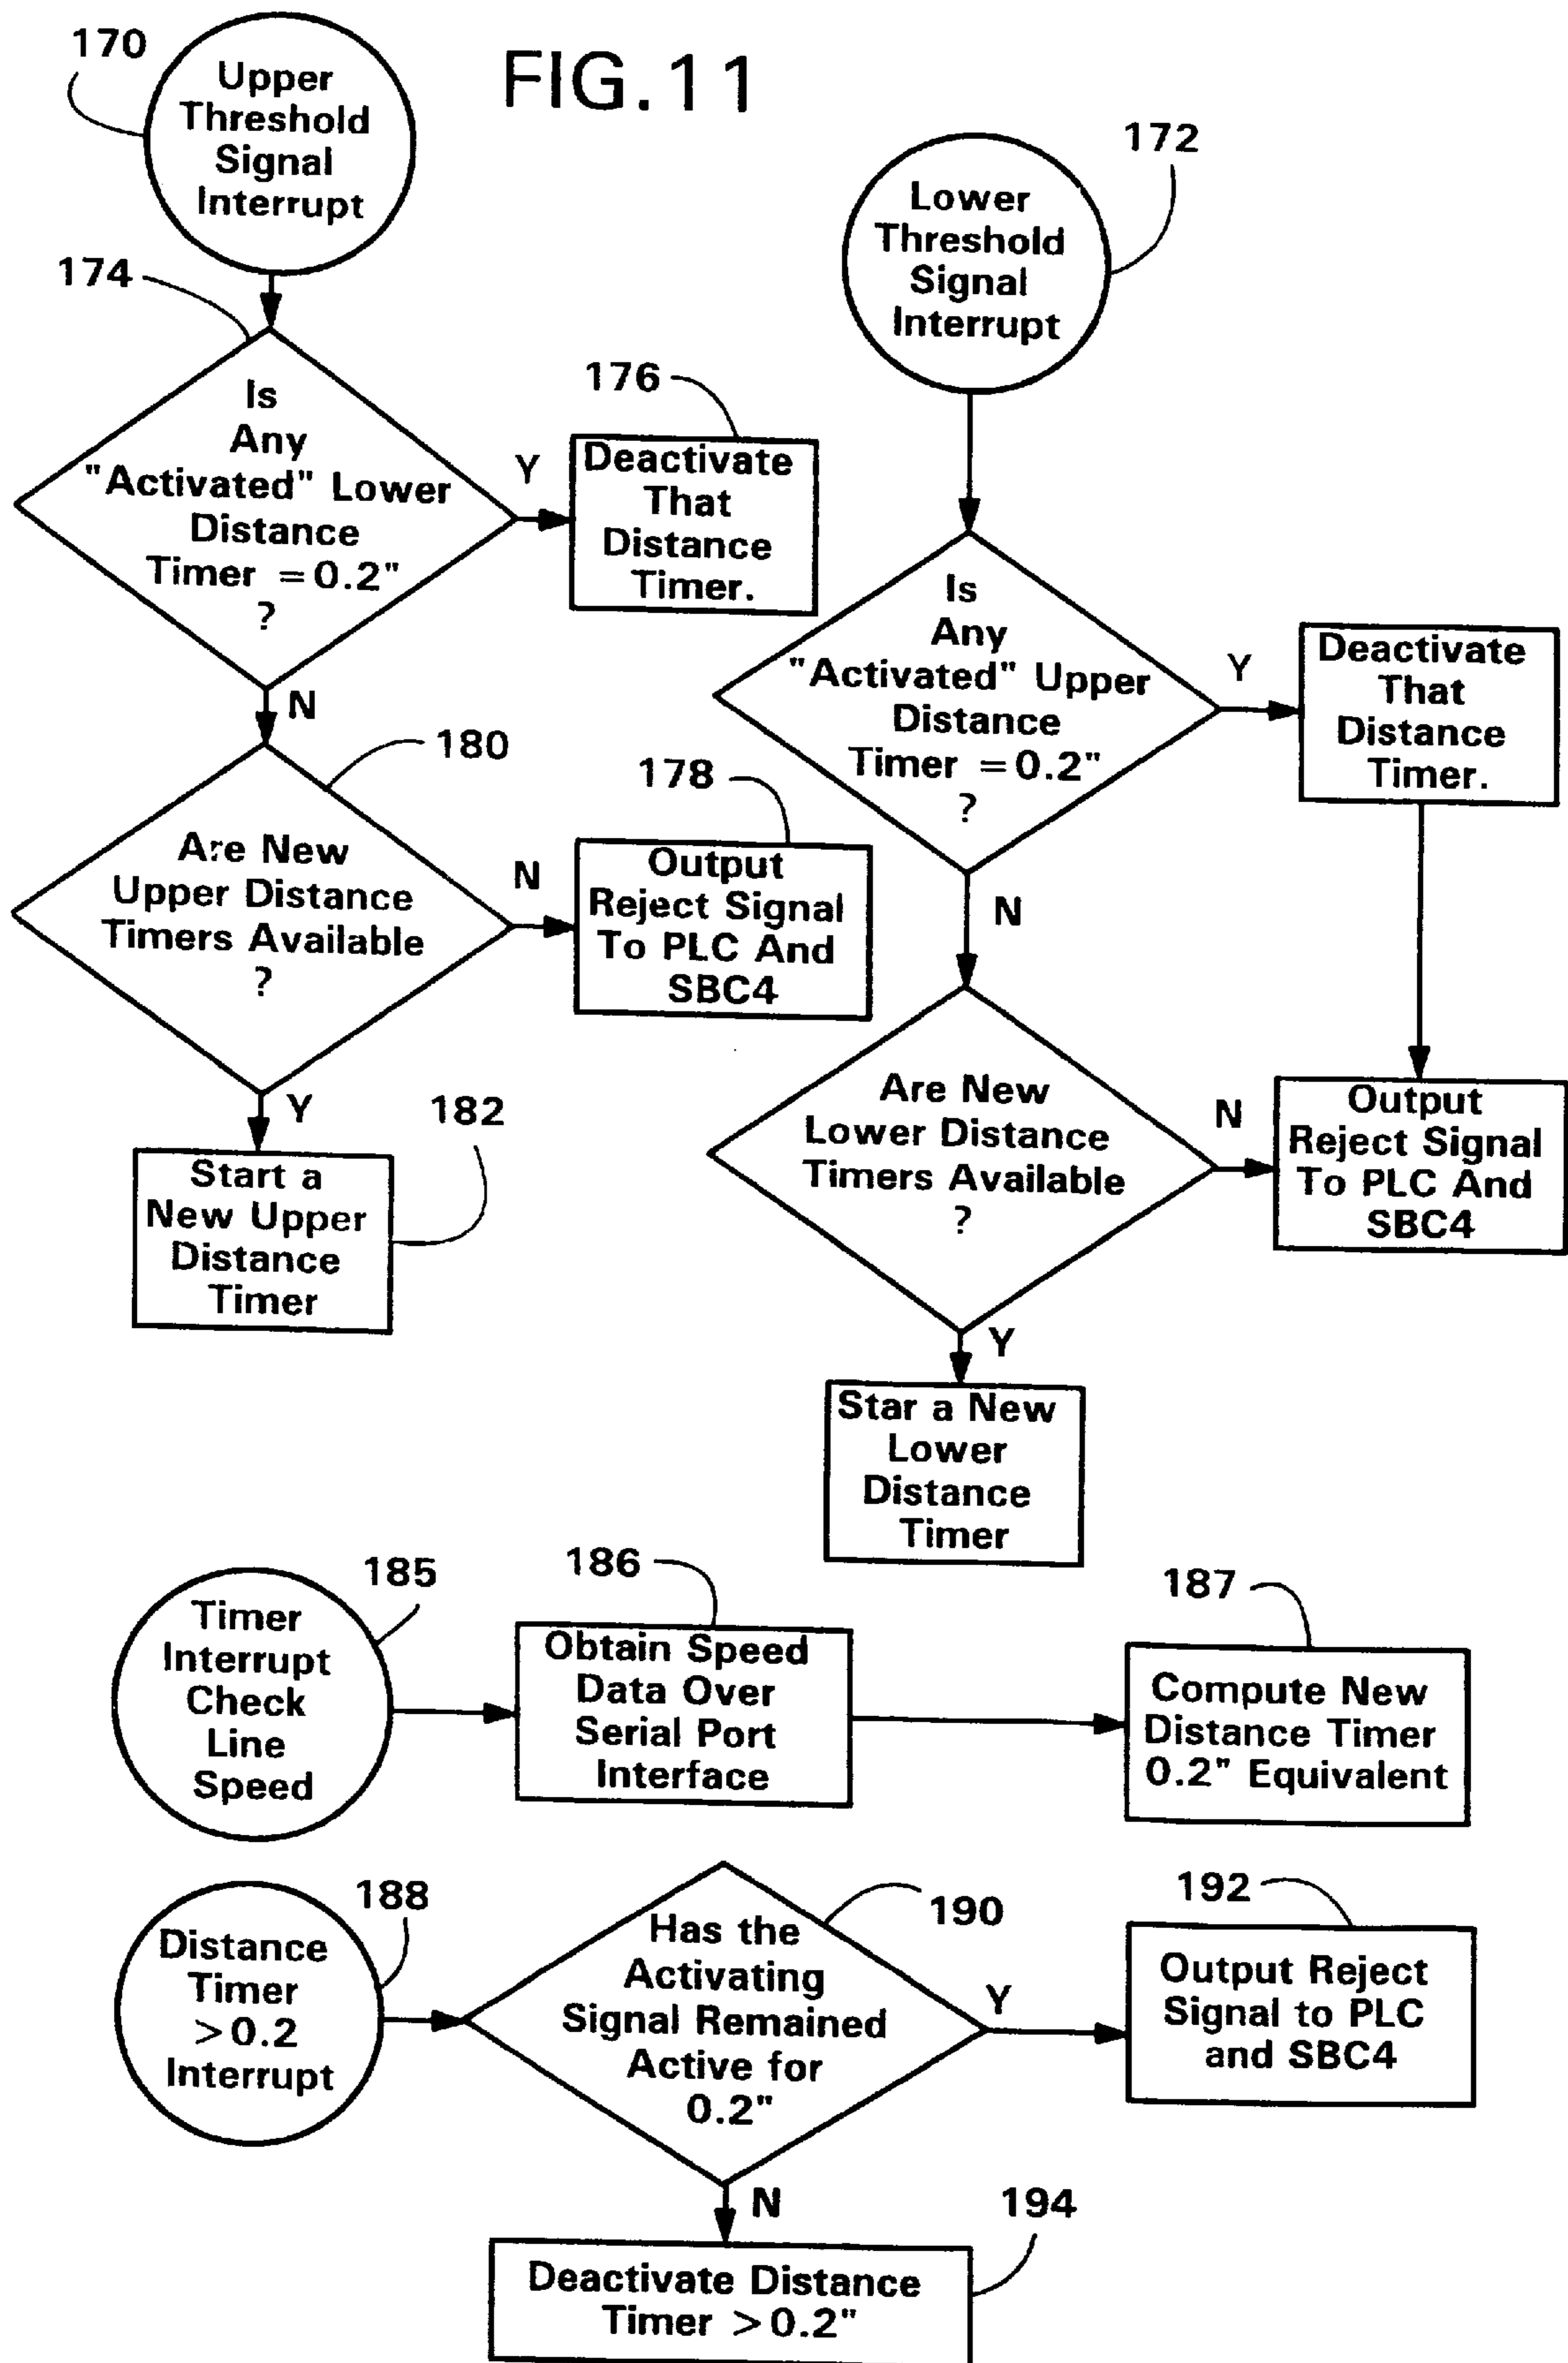 FIG.11
170
Upper
Threshold
Signal
Interrupt
172
Lower
Threshold
Signal
Interrupt
174
Is
Any
"Activated" Lower
Distance
Timer =0.2"
?
Y
176
Deactivate
That
Distance
Timer.
N
180
Are New
Upper Distance
Timers Available
?
N
178
Output
Reject Signal
To PLC And
SBC4
Y
182
Start a
New Upper
Distance
Timer
Is
Any
"Activated" Upper
Distance
Timer =0.2"
?
Y
Deactivate
That
Distance
Timer.
N
Are New
Lower Distance
Timers Available
?
N
Output
Reject Signal
To PLC And
SBC4
Y
Star a New
Lower
Distance
Timer
185
Timer
Interrupt
Check
Line
Speed
186
Obtain Speed
Data Over
Serial Port
Interface
187
Compute New
Distance Timer
0.2" Equivalent
188
Distance
Timer
>0.2
Interrupt
190
Has the
Activating
Signal Remained
Active for
0.2"
Y
192
Output Reject
Signal to PLC
and SBC4
N
194
Deactivate Distance
Timer >0.2"